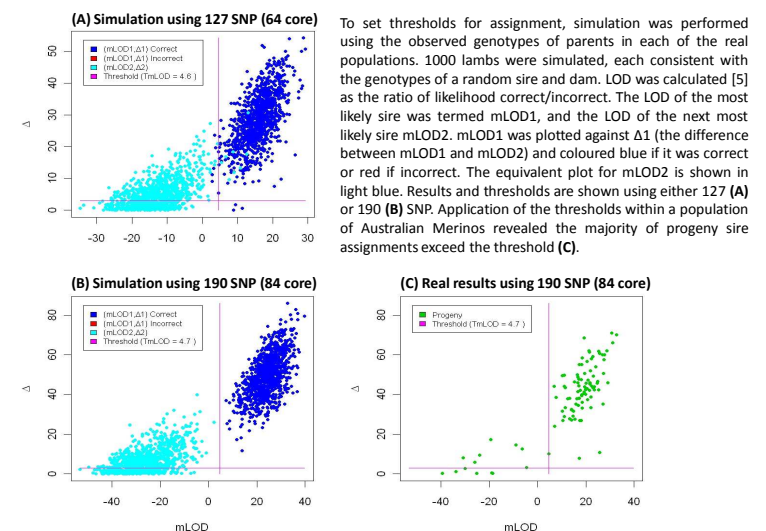 (A) Simulation using 127 SNP (64 core)
(mLOD1,Δ1) Correct
(mLOD1,Δ1) Incorrect
(mLOD2,Δ2)
Threshold (TmLOD = 4.6 )
50
40
30
20
10
0
Δ
-30 -20 -10 0 10 20 30
To set thresholds for assignment, simulation was performed
using the observed genotypes of parents in each of the real
populations. 1000 lambs were simulated, each consistent with
the genotypes of a random sire and dam. LOD was calculated [5]
as the ratio of likelihood correct/incorrect. The LOD of the most
likely sire was termed mLOD1, and the LOD of the next most
likely sire mLOD2. mLOD1 was plotted against Δ1 (the difference
between mLOD1 and mLOD2) and coloured blue if it was correct
or red if incorrect. The equivalent plot for mLOD2 is shown in
light blue. Results and thresholds are shown using either 127 (A)
or 190 (B) SNP. Application of the thresholds within a population
of Australian Merinos revealed the majority of progeny sire
assignments exceed the threshold (C).
(B) Simulation using 190 SNP (84 core)
(mLOD1,Δ1) Correct
(mLOD1,Δ1) Incorrect
(mLOD2,Δ2)
Threshold (TmLOD = 4.7 )
80
60
40
20
0
Δ
-40 -20 0 20 40
mLOD
(C) Real results using 190 SNP (84 core)
Progeny
Threshold (TmLOD = 4.7 )
80
60
40
20
0
Δ
-40 -20 0 20 40
mLOD